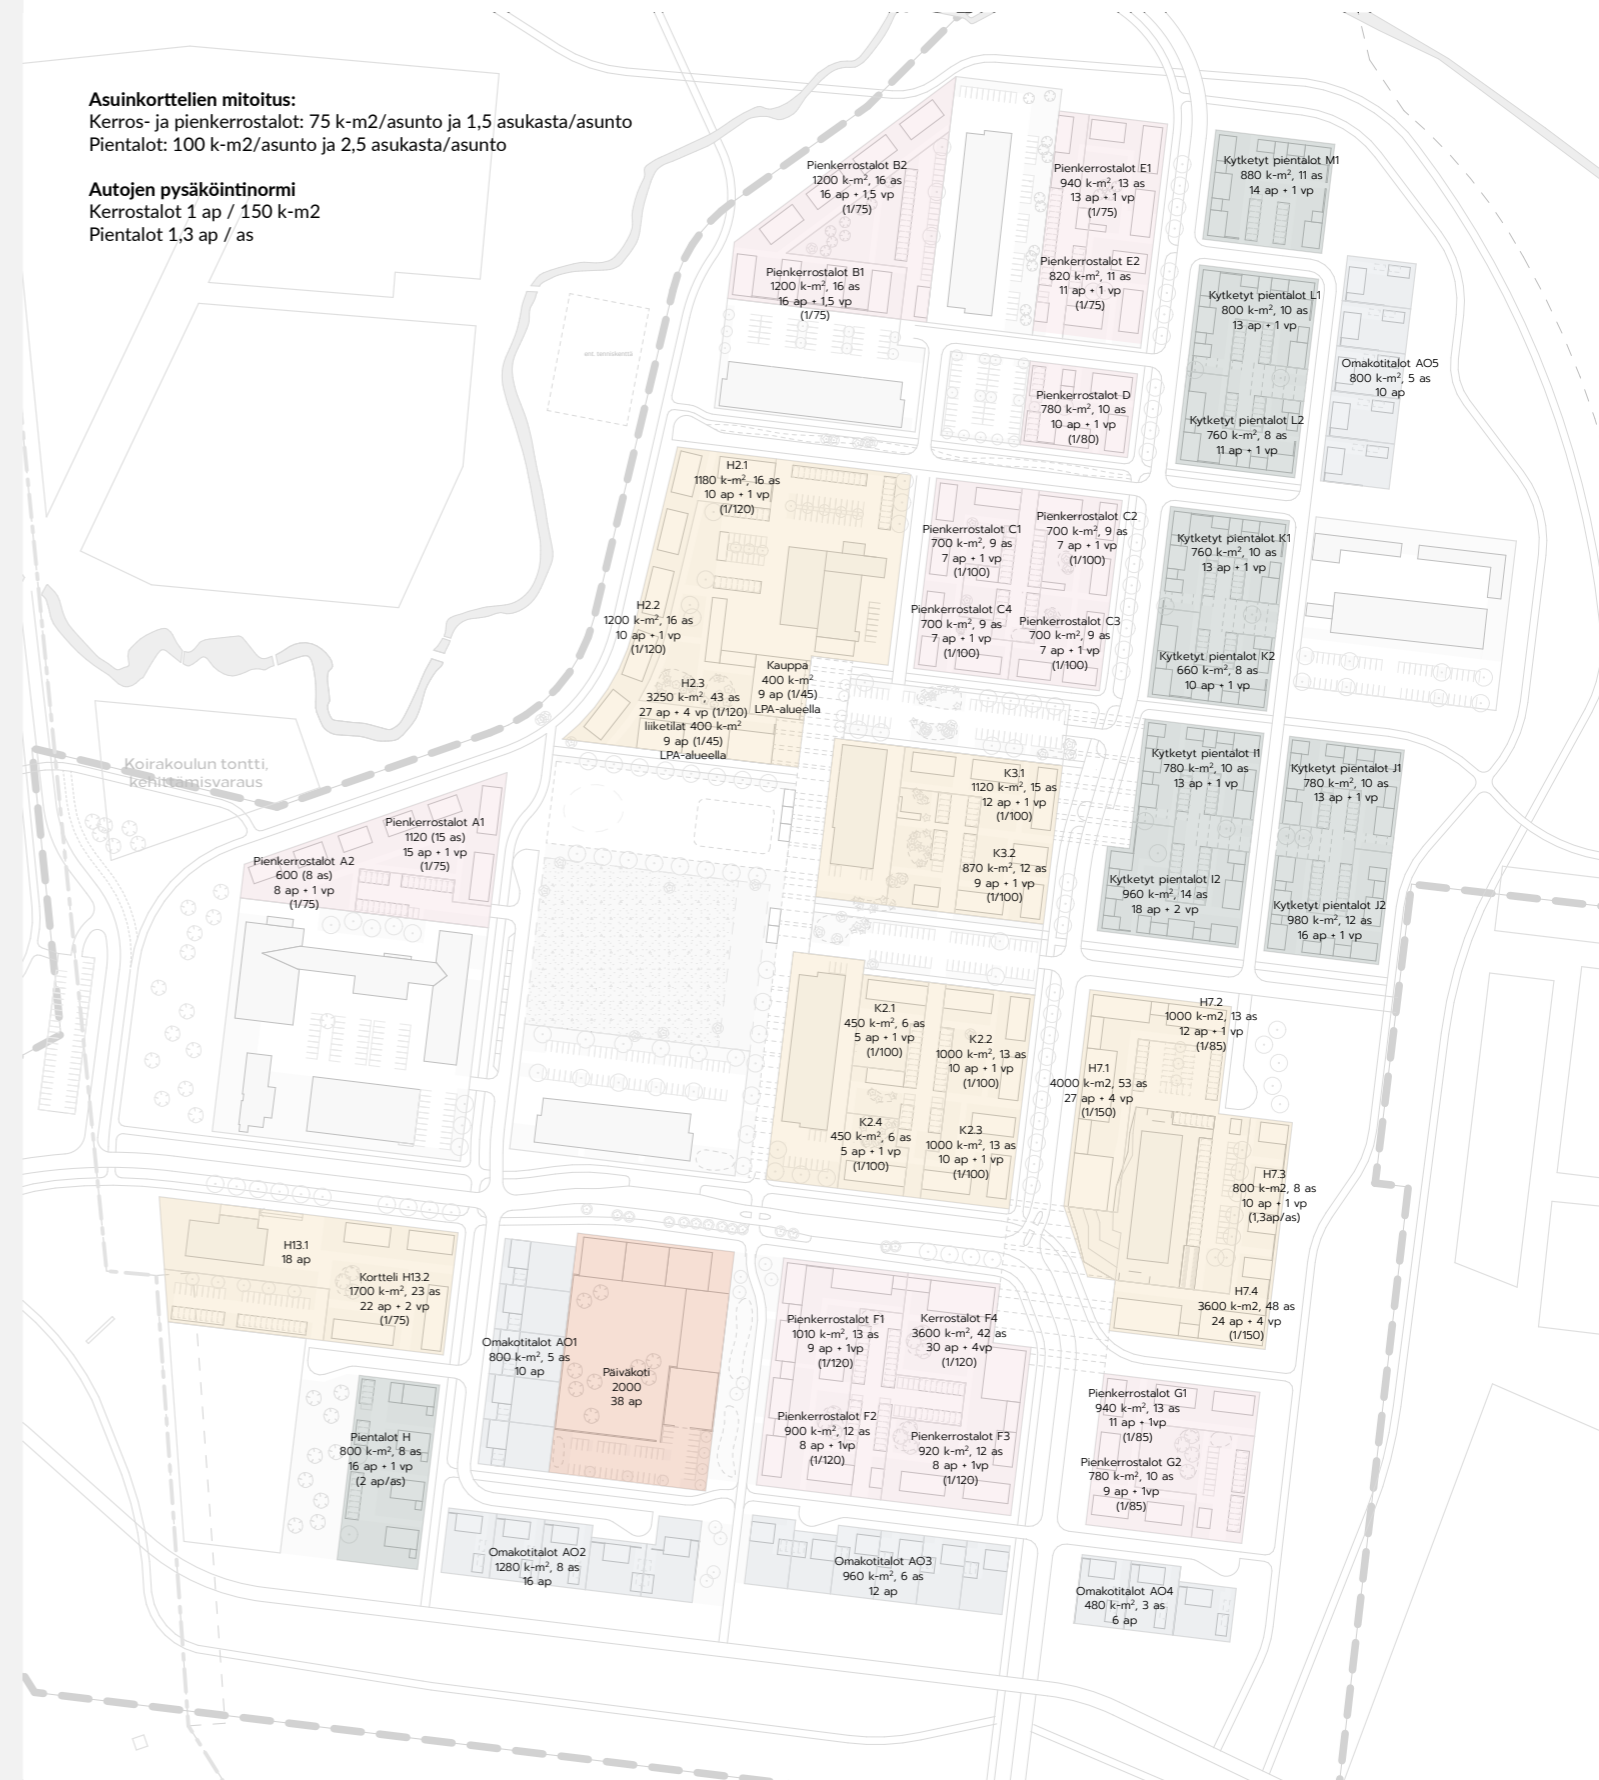 Asuinkorttelien mitoitus:
Kerros- ja pienkerrostalot: 75 k-m2/asunto ja 1,5 asukasta/asunto
Pientalot: 100 k-m2/asunto ja 2,5 asukasta/asunto
Autojen pysäköintinormi
Kerrostalot 1 ap / 150 k-m2
Pientalot 1,3 ap / as
Pienkerrostalot B2
1200 k-m², 16 as
16 ap + 1,5 vp
(1/75)
Pienkerrostalot E1
940 k-m², 13 as
13 ap + 1 vp
(1/75)
Kytketyt pientalot M1
880 k-m², 11 as
14 ap + 1 vp
Pienkerrostalot B1
1200 k-m², 16 as
16 ap + 1,5 vp
(1/75)
Pienkerrostalot E2
820 k-m², 11 as
11 ap + 1 vp
(1/75)
Kytketyt pientalot L1
800 k-m², 10 as
13 ap + 1 vp
Omakotitalot AO5
800 k-m², 5 as
10 ap
Pienkerrostalot D
780 k-m², 10 as
10 ap + 1 vp
(1/80)
Kytketyt pientalot L2
760 k-m², 8 as
11 ap + 1 vp
H2.1
1180 k-m², 16 as
10 ap + 1 vp
(1/120)
Pienkerrostalot C1
700 k-m², 9 as
7 ap + 1 vp
(1/100)
Pienkerrostalot C2
700 k-m², 9 as
7 ap + 1 vp
(1/100)
Kytketyt pientalot K1
760 k-m², 10 as
13 ap + 1 vp
H2.2
1200 k-m², 16 as
10 ap + 1 vp
(1/120)
Pienkerrostalot C4
700 k-m², 9 as
7 ap + 1 vp
(1/100)
Pienkerrostalot C3
700 k-m², 9 as
7 ap + 1 vp
(1/100)
Kytketyt pientalot K2
660 k-m², 8 as
10 ap + 1 vp
Kauppa
400 k-m²
9 ap (1/45)
LPA-alueella
H2.3
3250 k-m², 43 as
27 ap + 4 vp (1/120)
liiketilat 400 k-m²
9 ap (1/45)
LPA-alueella
Koirakoulun tontti,
kehittämisvaraus
Kytketyt pientalot I1
780 k-m², 10 as
13 ap + 1 vp
Kytketyt pientalot J1
780 k-m², 10 as
13 ap + 1 vp
K3.1
1120 k-m², 15 as
12 ap + 1 vp
(1/100)
Pienkerrostalot A1
1120 (15 as)
15 ap + 1 vp
(1/75)
Pienkerrostalot A2
600 (8 as)
8 ap + 1 vp
(1/75)
K3.2
870 k-m², 12 as
9 ap + 1 vp
(1/100)
Kytketyt pientalot I2
960 k-m², 14 as
18 ap + 2 vp
Kytketyt pientalot J2
980 k-m², 12 as
16 ap + 1 vp
K2.1
450 k-m², 6 as
5 ap + 1 vp
(1/100)
K2.2
1000 k-m², 13 as
10 ap + 1 vp
(1/100)
H7.2
1000 k-m2, 13 as
12 ap + 1 vp
(1/85)
H7.1
4000 k-m2, 53 as
27 ap + 4 vp
(1/150)
K2.4
450 k-m², 6 as
5 ap + 1 vp
(1/100)
K2.3
1000 k-m², 13 as
10 ap + 1 vp
(1/100)
H7.3
800 k-m2, 8 as
10 ap + 1 vp
(1,3ap/as)
H13.1
18 ap
Kortteli H13.2
1700 k-m², 23 as
22 ap + 2 vp
(1/75)
H7.4
3600 k-m2, 48 as
24 ap + 4 vp
(1/150)
Omakotitalot AO1
800 k-m², 5 as
10 ap
Päiväkoti
2000
38 ap
Pienkerrostalot F1
1010 k-m², 13 as
9 ap + 1vp
(1/120)
Kerrostalot F4
3600 k-m², 42 as
30 ap + 4vp
(1/120)
Pienkerrostalot G1
940 k-m², 13 as
11 ap + 1vp
(1/85)
Pientalot H
800 k-m², 8 as
16 ap + 1 vp
(2 ap/as)
Pienkerrostalot F2
900 k-m², 12 as
8 ap + 1vp
(1/120)
Pienkerrostalot F3
920 k-m², 12 as
8 ap + 1vp
(1/120)
Pienkerrostalot G2
780 k-m², 10 as
9 ap + 1vp
(1/85)
Omakotitalot AO2
1280 k-m², 8 as
16 ap
Omakotitalot AO3
960 k-m², 6 as
12 ap
Omakotitalot AO4
480 k-m², 3 as
6 ap